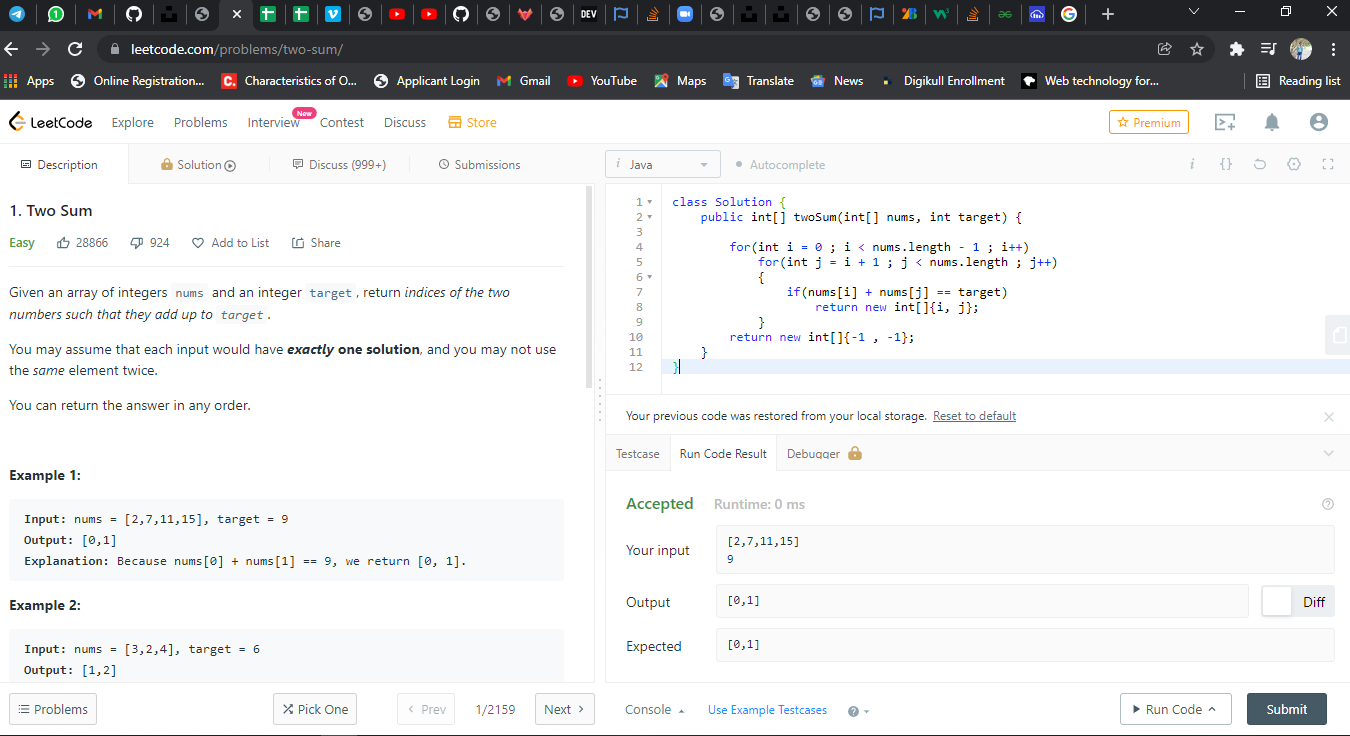 DEV
leetcode.com/problems/two-sum/
Apps
Online Registration...
Characteristics of O...
Applicant Login
Gmail
YouTube
Maps
Translate
News
Digikull Enrollment
Web technology for...
Reading list
LeetCode
Explore
Problems
Interview
New
Contest
Discuss
Store
Premium
Description
Solution
Discuss (999+)
Submissions
i Java
Autocomplete
i
{}
1. Two Sum
Easy
28866
924
Add to List
Share
Given an array of integers nums and an integer target, return indices of the two
numbers such that they add up to target.
You may assume that each input would have exactly one solution, and you may not use
the same element twice.
You can return the answer in any order.
Example 1:
Input: nums = [2,7,11,15], target = 9
Output: [0,1]
Explanation: Because nums[0] + nums[1] == 9, we return [0, 1].
Example 2:
Input: nums = [3,2,4], target = 6
Output: [1,2]
1 class Solution {
2 public int[] twoSum(int[] nums, int target) {
3
4 for(int i = 0 ; i < nums.length - 1 ; i++)
5 for(int j = i + 1 ; j < nums.length ; j++)
6 {
7 if(nums[i] + nums[j] == target)
8 return new int[]{i, j};
9 }
10 return new int[]{-1 , -1};
11 }
12 }
Your previous code was restored from your local storage. Reset to default
Testcase
Run Code Result
Debugger
Accepted
Runtime: 0 ms
Your input
[2,7,11,15]
9
Output
[0,1]
Diff
Expected
[0,1]
Problems
Pick One
Prev
1/2159
Next
Console
Use Example Testcases
Run Code
Submit